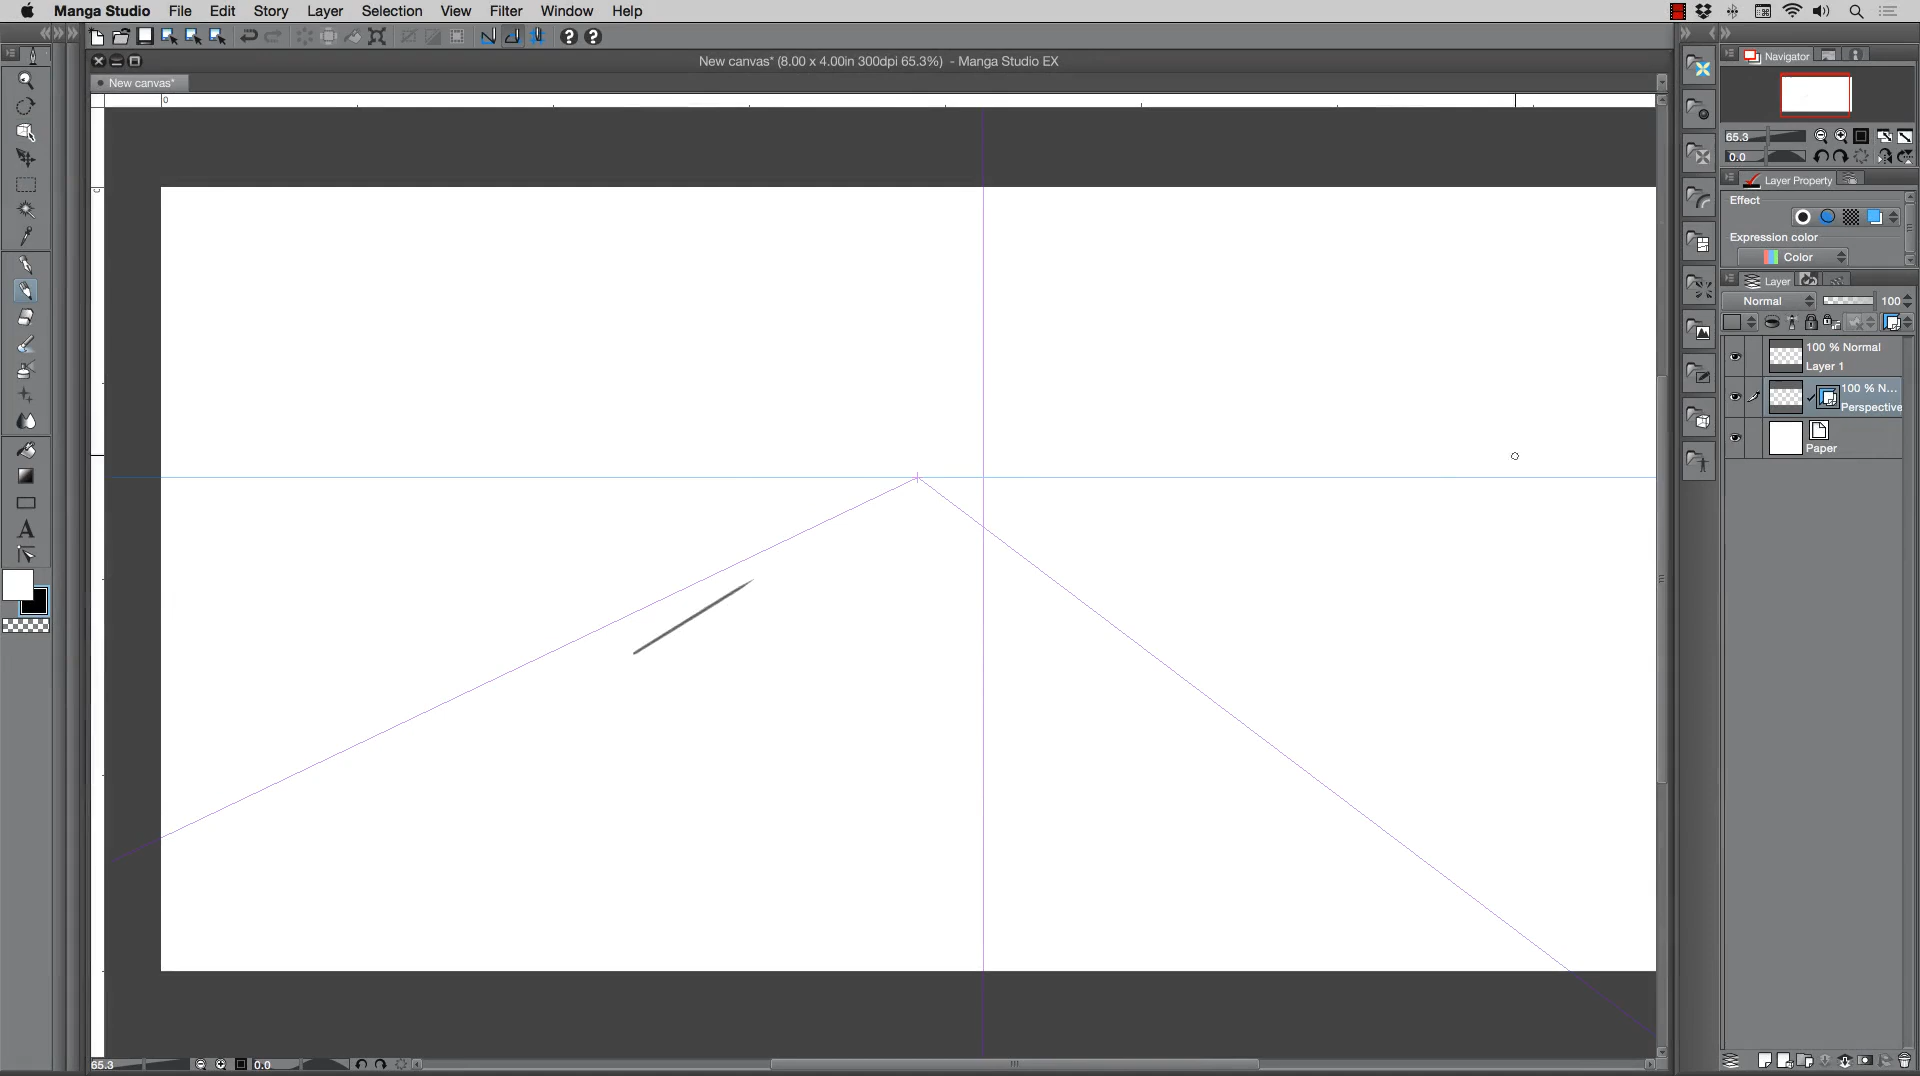 Manga Studio File Edit Story Layer Selection View Filter Window Help
New canvas* (8.00 x 4.00in 300dpi 65.3%) - Manga Studio EX
New canvas*
0
0
Navigator
65.3
0.0
Layer Property
Effect
Expression color
Color
Layer
Normal 100
100 % Normal
Layer 1
100 % N...
Perspective
Paper
A
65.3 0.0